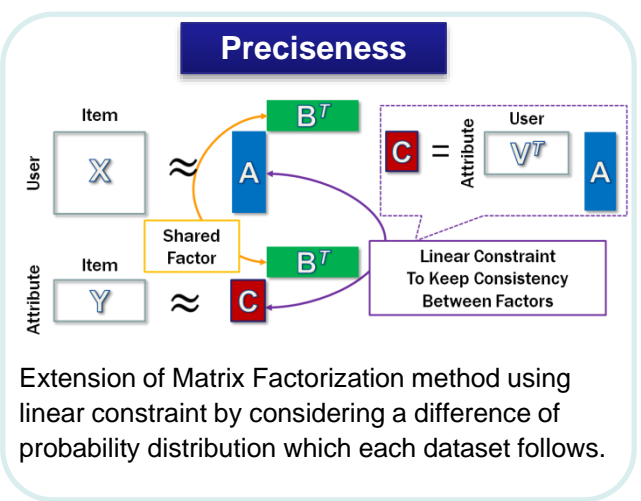 Preciseness
Item
User
X
≈
A
B^T
Shared
Factor
C
=
Attribute
User
V^T
A
Item
Attribute
Y
≈
C
B^T
Linear Constraint
To Keep Consistency
Between Factors
Extension of Matrix Factorization method using
linear constraint by considering a difference of
probability distribution which each dataset follows.